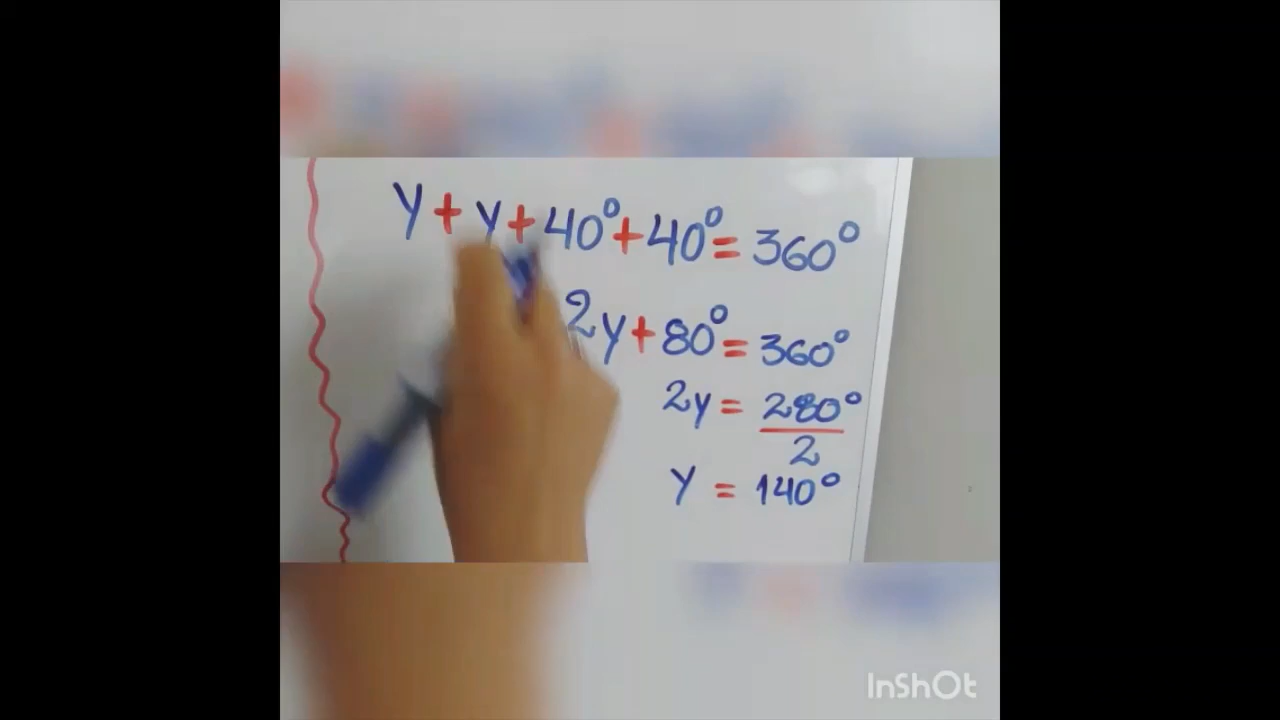 y + y + 40° + 40° = 360°
2y + 80° = 360°
2y = 280°
2
y = 140°
InShOt